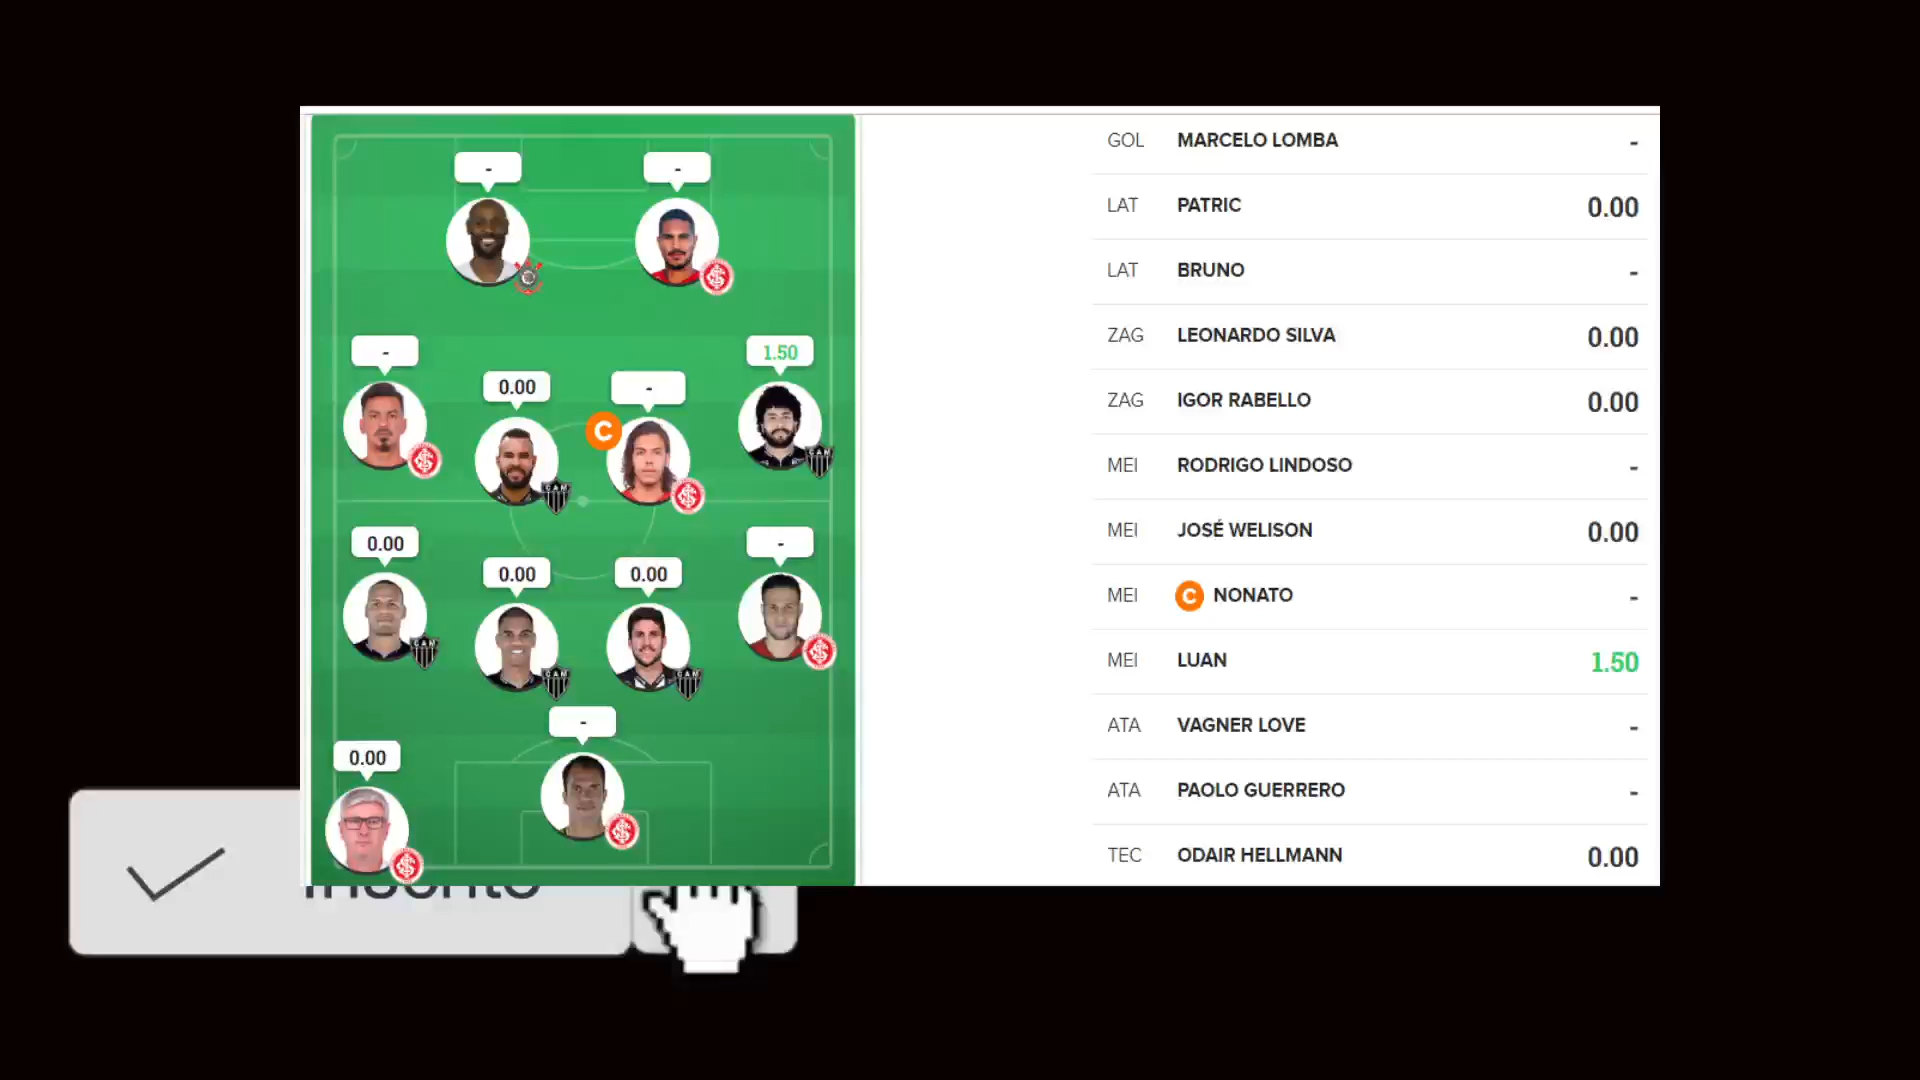 -
-
-
0.00
-
1.50
C
0.00
0.00
0.00
-
-
0.00
GOL MARCELO LOMBA -
LAT PATRIC 0.00
LAT BRUNO -
ZAG LEONARDO SILVA 0.00
ZAG IGOR RABELLO 0.00
MEI RODRIGO LINDOSO -
MEI JOSÉ WELISON 0.00
MEI C NONATO -
MEI LUAN 1.50
ATA VAGNER LOVE -
ATA PAOLO GUERRERO -
TEC ODAIR HELLMANN 0.00
Inscrito